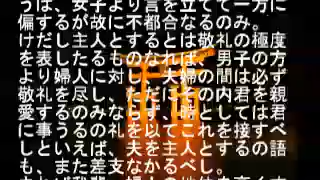 うは、女子より言を立てて一方に
偏するが故に不都合なるのみ。
けだし主人とするとは敬礼の極度
を表したるものなれば、男子の方
より婦人に対し、夫婦の間は必ず
敬礼を尽し、ただにその内君を親
愛するのみならず、時としては君
に事うるの礼を以てこれを接すべ
しといえば、夫を主人とするの語
も、また差支なかるべし。